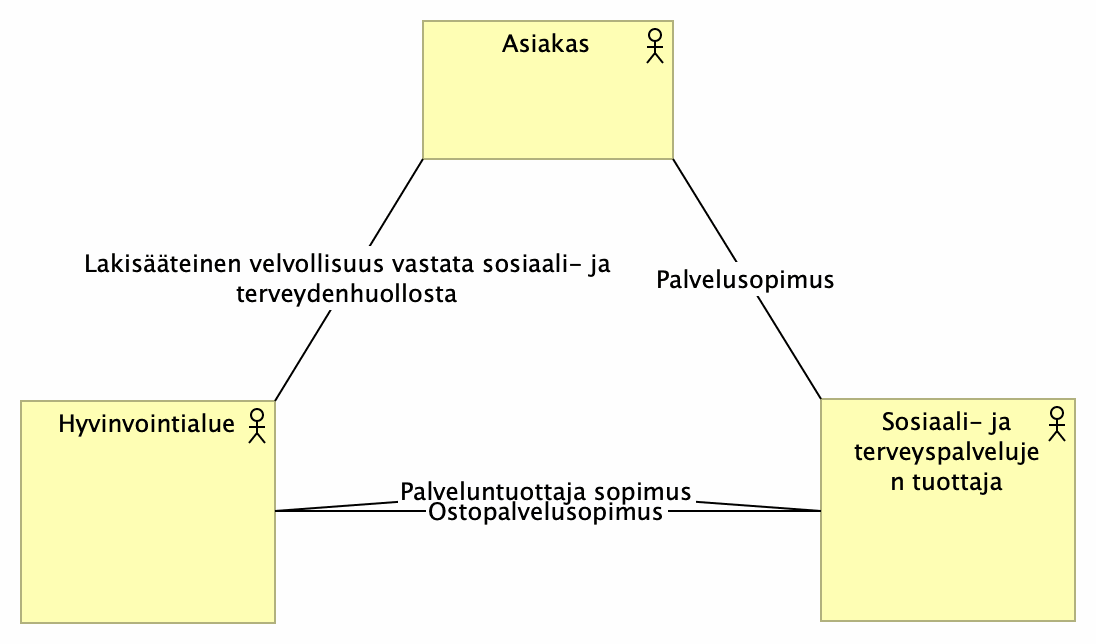 Asiakas
Lakisääteinen velvollisuus vastata sosiaali- ja
terveydenhuollosta
Palvelusopimus
Hyvinvointialue
Sosiaali- ja
terveyspalveluje
n tuottaja
Palveluntuottaja sopimus
Ostopalvelusopimus